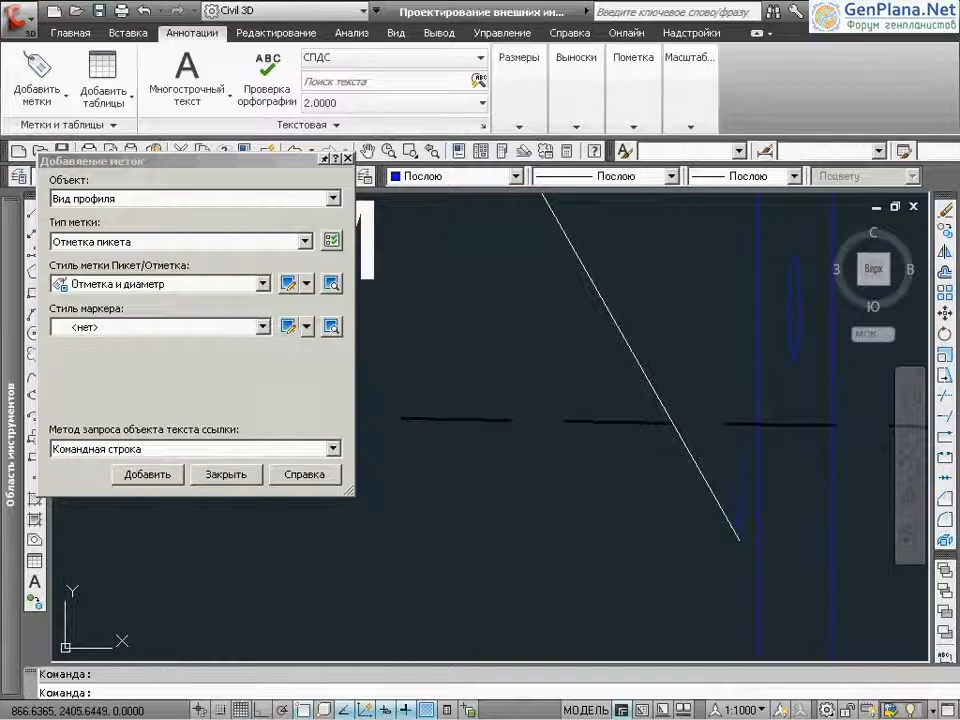 Civil 3D
Проектирование внешних ин...
Введите ключевое слово/фразу
GenPlana.Net
Форум генпланистов
3D
Главная
Вставка
Аннотации
Редактирование
Анализ
Вид
Вывод
Управление
Справка
Онлайн
Надстройки
Добавить метки
Добавить таблицы
Метки и таблицы
A
Многострочный текст
ABC
Проверка орфографии
СПДС
Поиск текста
ABC
2.0000
Текстовая
Размеры
Выноски
Пометка
Масштаб...
Послою
Послою
Послою
Поцвету
Добавление меток
Объект:
Вид профиля
Тип метки:
Отметка пикета
Стиль метки Пикет/Отметка:
Отметка и диаметр
Стиль маркера:
<нет>
Метод запроса объекта текста ссылки:
Командная строка
Добавить
Закрыть
Справка
Область инструментов
С
З
Верх
В
Ю
МСК
Y
X
A
ABC
Команда:
Команда:
866.6365, 2405.6449, 0.0000
МОДЕЛЬ
1:1000